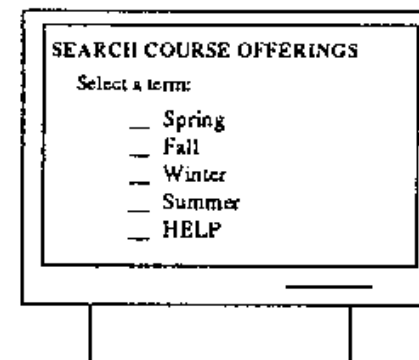 SEARCH COURSE OFFERINGS
Select a term:
__ Spring
__ Fall
__ Winter
__ Summer
__ HELP